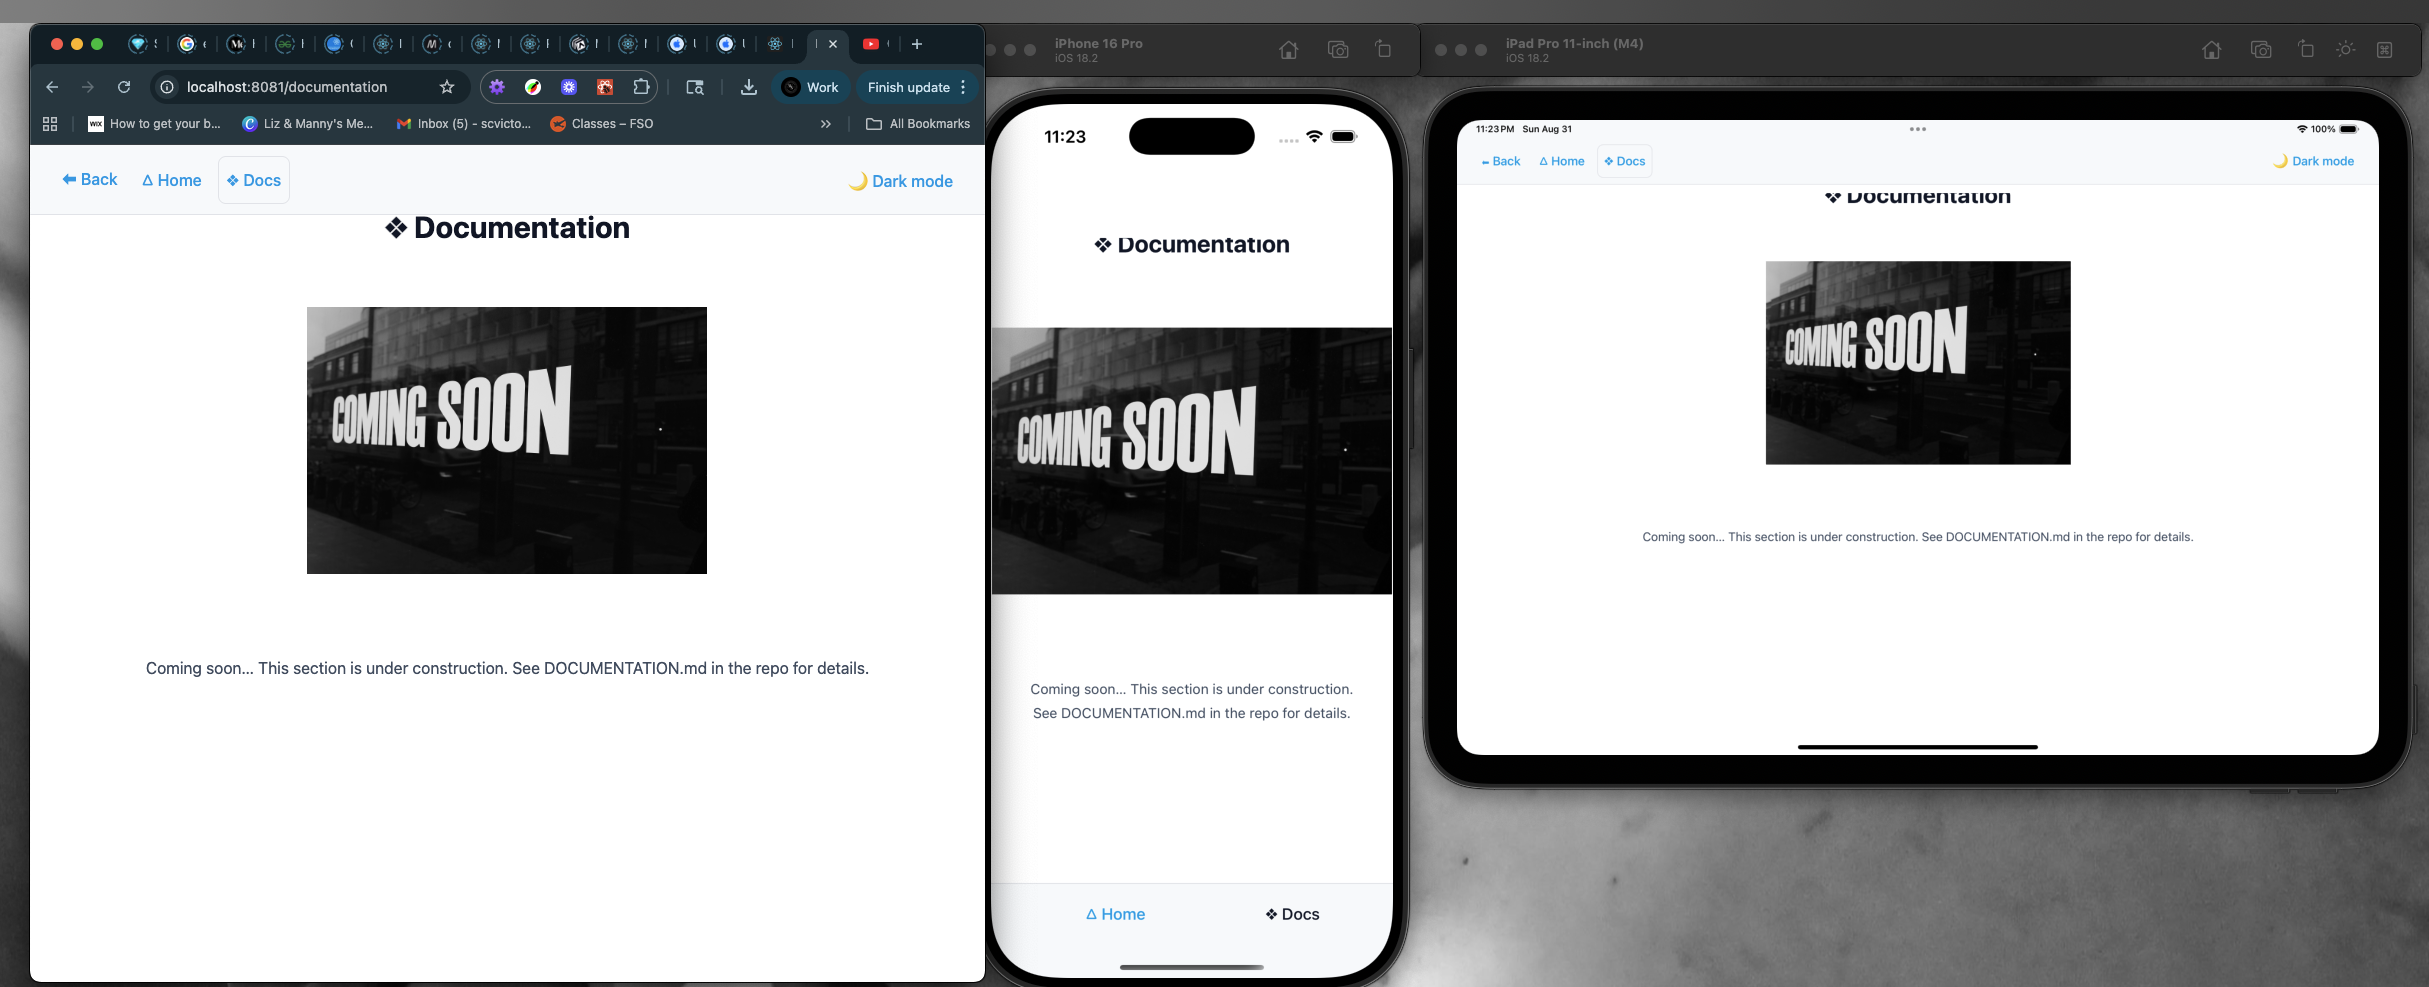 localhost:8081/documentation
Work
Finish update
How to get your b...
Liz & Manny's Me...
Inbox (5) - scvicto...
Classes – FSO
All Bookmarks
Back
Home
Docs
Dark mode
Documentation
COMING SOON
Coming soon... This section is under construction. See DOCUMENTATION.md in the repo for details.
iPhone 16 Pro
iOS 18.2
11:23
Documentation
COMING SOON
Coming soon... This section is under construction.
See DOCUMENTATION.md in the repo for details.
Home
Docs
iPad Pro 11-inch (M4)
iOS 18.2
11:23 PM Sun Aug 31
100%
Back
Home
Docs
Dark mode
Documentation
COMING SOON
Coming soon... This section is under construction. See DOCUMENTATION.md in the repo for details.